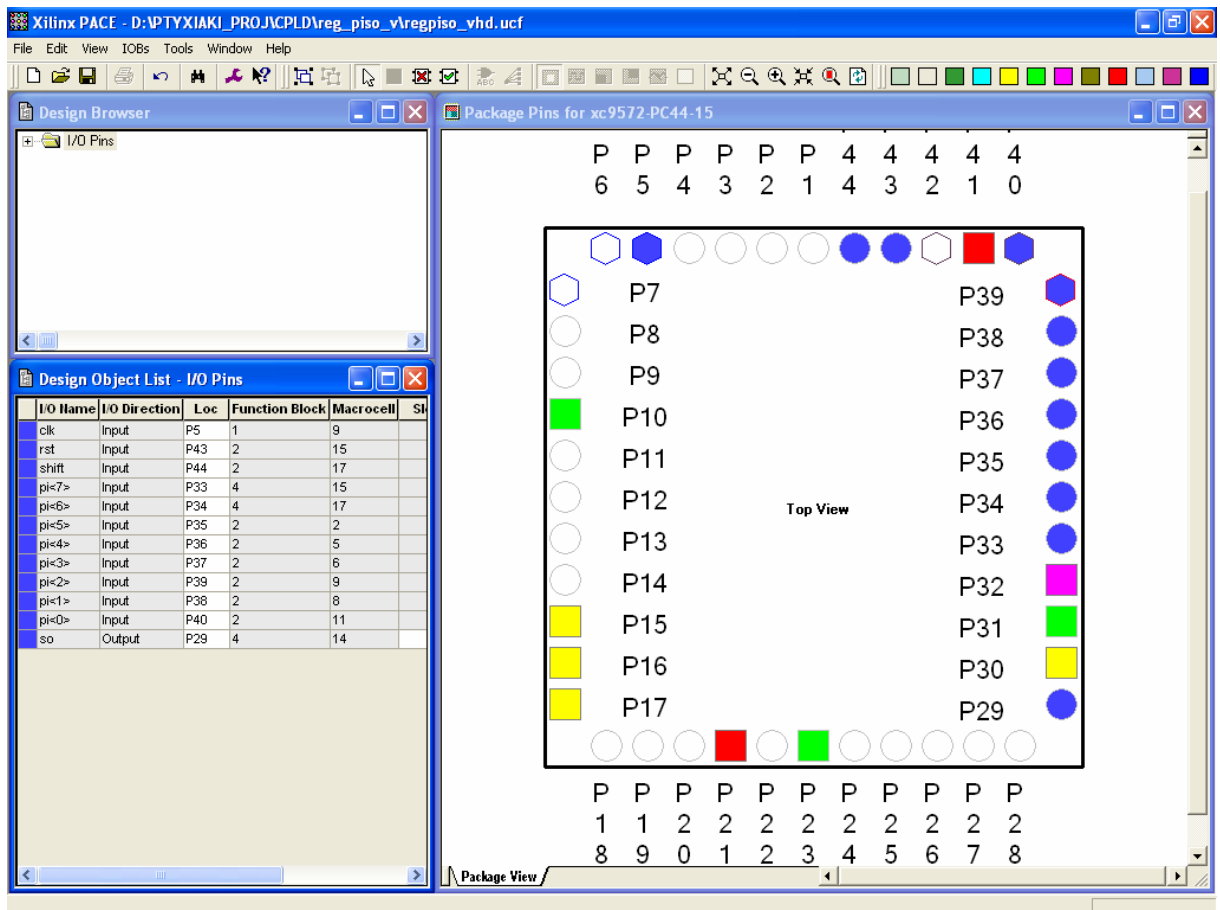 Xilinx PACE - D:\PTYXIAKI_PROJ\CPLD\reg_piso_v\regpiso_vhd.ucf
File Edit View IOBs Tools Window Help
ABC
Design Browser
I/O Pins
Design Object List - I/O Pins
I/O Name I/O Direction Loc Function Block Macrocell
clk Input P5 1 9
rst Input P43 2 15
shift Input P44 2 17
pi<7> Input P33 4 15
pi<6> Input P34 4 17
pi<5> Input P35 2 2
pi<4> Input P36 2 5
pi<3> Input P37 2 6
pi<2> Input P39 2 9
pi<1> Input P38 2 8
pi<0> Input P40 2 11
so Output P29 4 14
Package Pins for xc9572-PC44-15
P P P P P P 4 4 4 4 4
6 5 4 3 2 1 4 3 2 1 0
P7 P39
P8 P38
P9 P37
P10 P36
P11 P35
P12 Top View P34
P13 P33
P14 P32
P15 P31
P16 P30
P17 P29
P P P P P P P P P P P
1 1 2 2 2 2 2 2 2 2 2
8 9 0 1 2 3 4 5 6 7 8
Package View